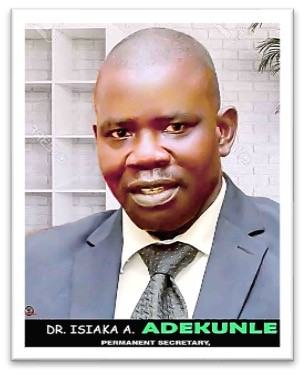 DR. ISIAKA A. ADEKUNLE
PERMANENT SECRETARY,